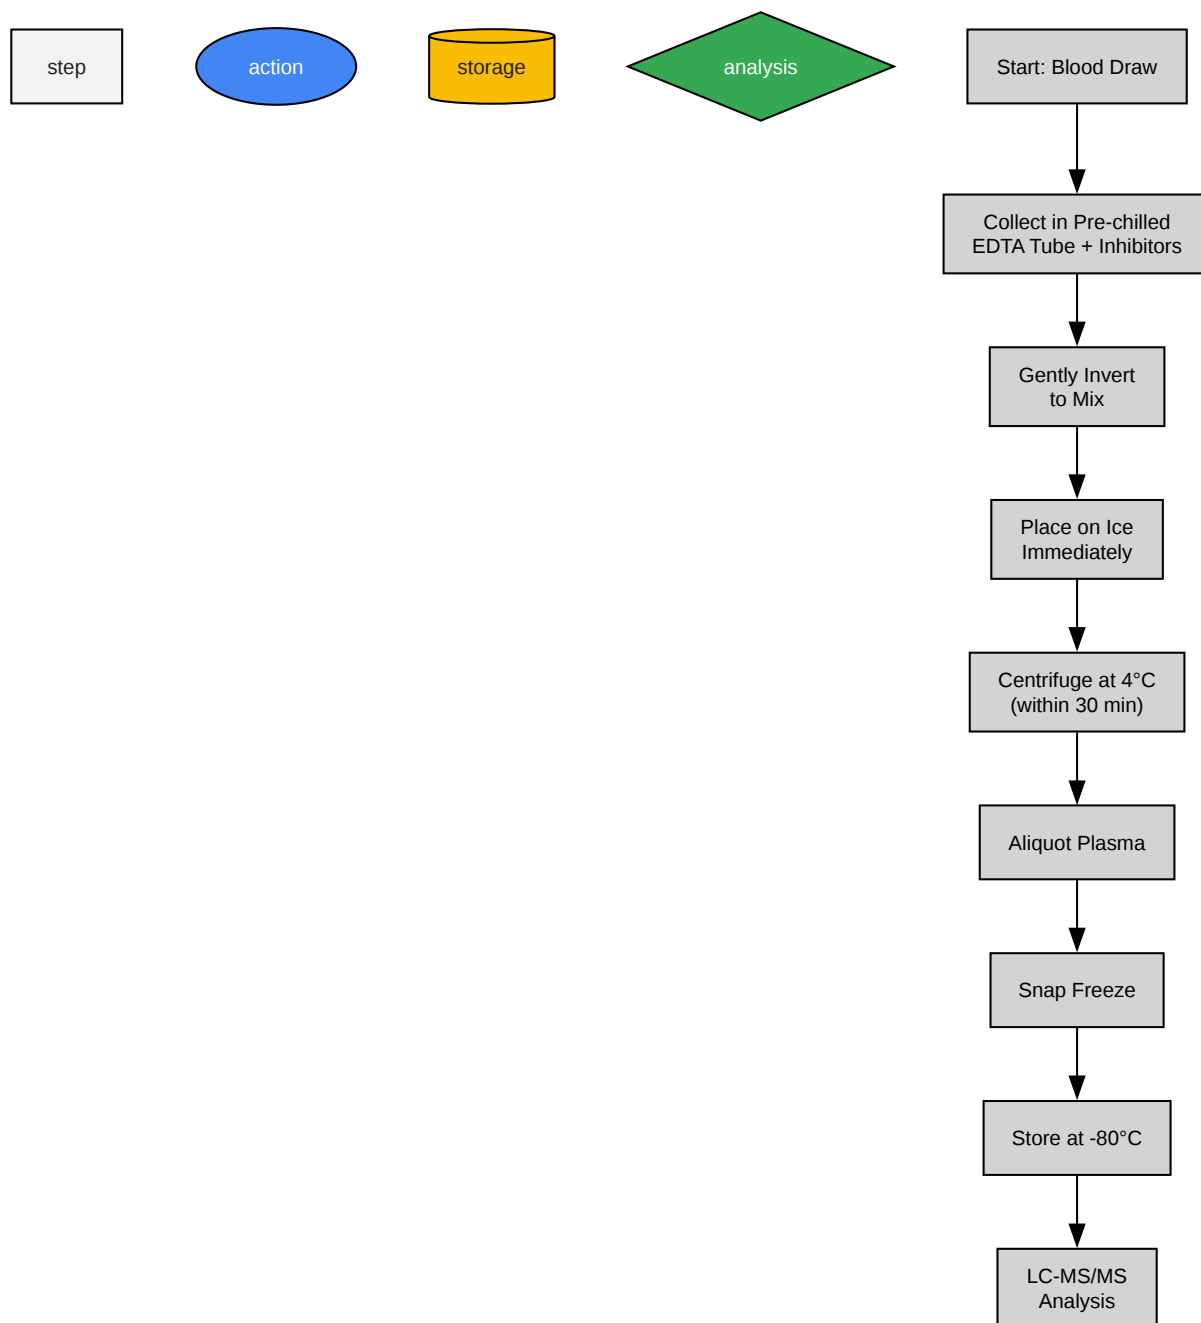 step
action
storage
analysis
Start: Blood Draw
Collect in Pre-chilled
EDTA Tube + Inhibitors
Gently Invert
to Mix
Place on Ice
Immediately
Centrifuge at 4°C
(within 30 min)
Aliquot Plasma
Snap Freeze
Store at -80°C
LC-MS/MS
Analysis